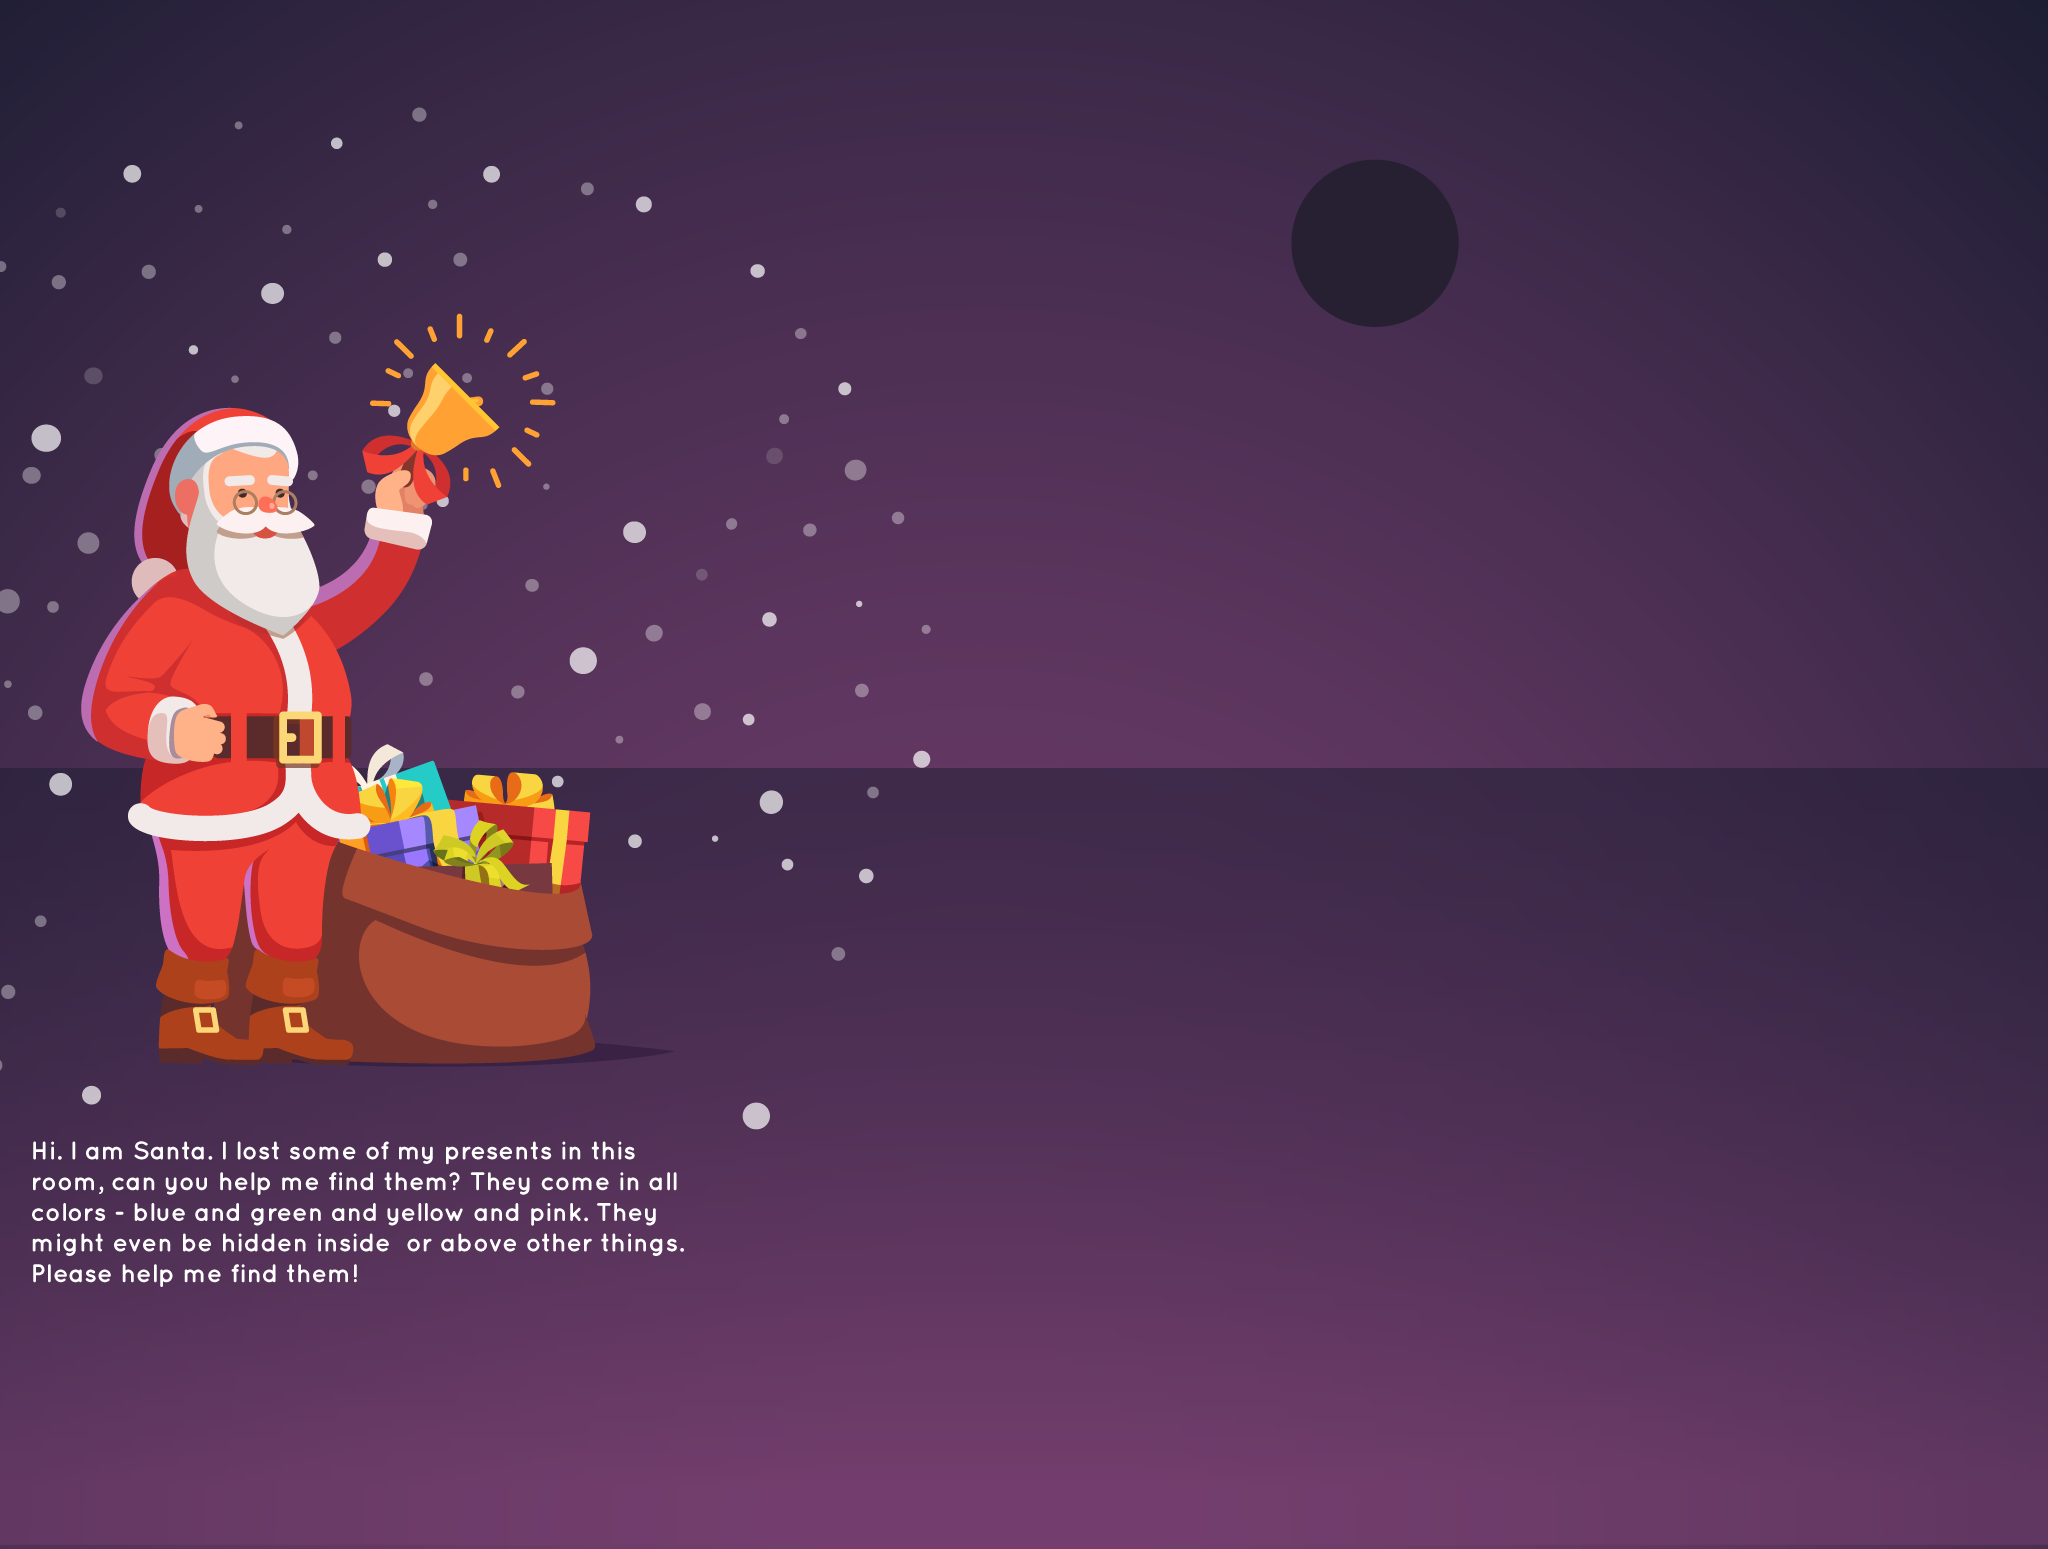 Hi. I am Santa. I lost some of my presents in this
room, can you help me find them? They come in all
colors - blue and green and yellow and pink. They
might even be hidden inside  or above other things.
Please help me find them!